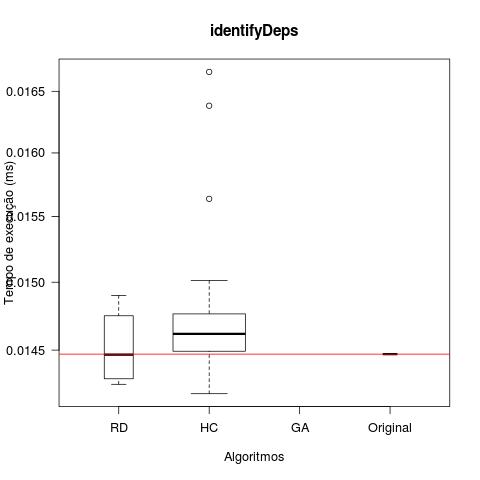 identifyDeps
Tempo de execução (ms)
0.0165
0.0160
0.0155
0.0150
0.0145
RD
HC
GA
Original
Algoritmos